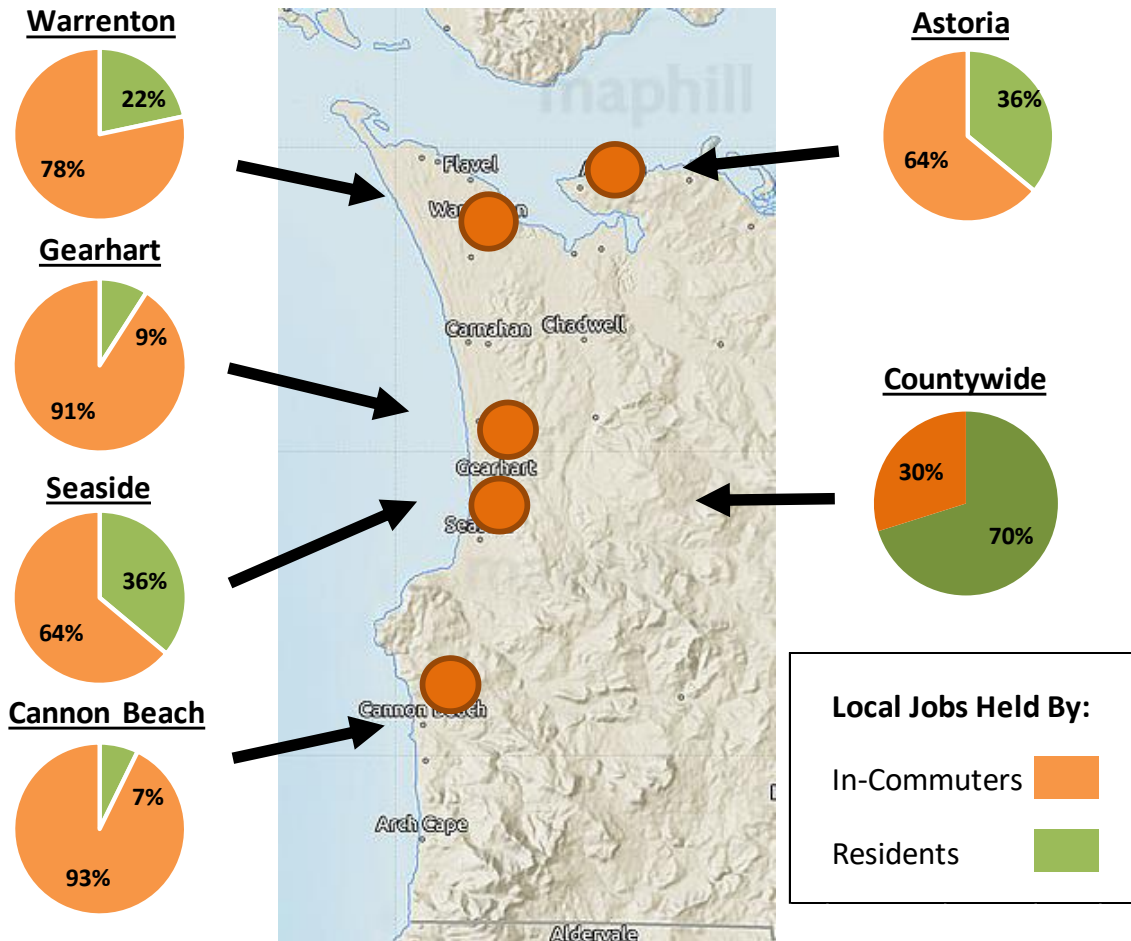 Warrenton
22%
78%
Gearhart
9%
91%
Seaside
36%
64%
Cannon Beach
7%
93%
maphill
Flavel
Carnahan
Chadwell
Gearhart
Cannon Beach
Arch Cape
Aldervale
Astoria
36%
64%
Countywide
30%
70%
Local Jobs Held By:
In-Commuters
Residents